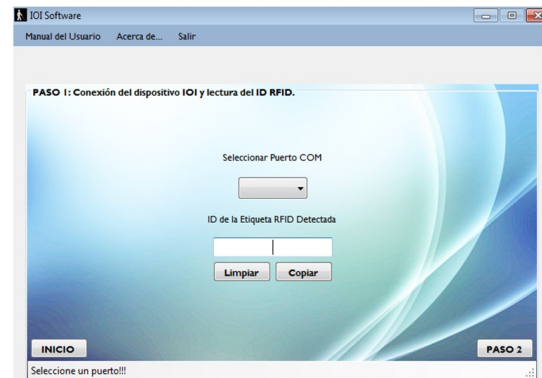 IOI Software
Manual del Usuario Acerca de... Salir
PASO 1: Conexión del dispositivo IOI y lectura del ID RFID.
Seleccionar Puerto COM
ID de la Etiqueta RFID Detectada
Limpiar Copiar
INICIO PASO 2
Seleccione un puerto!!!